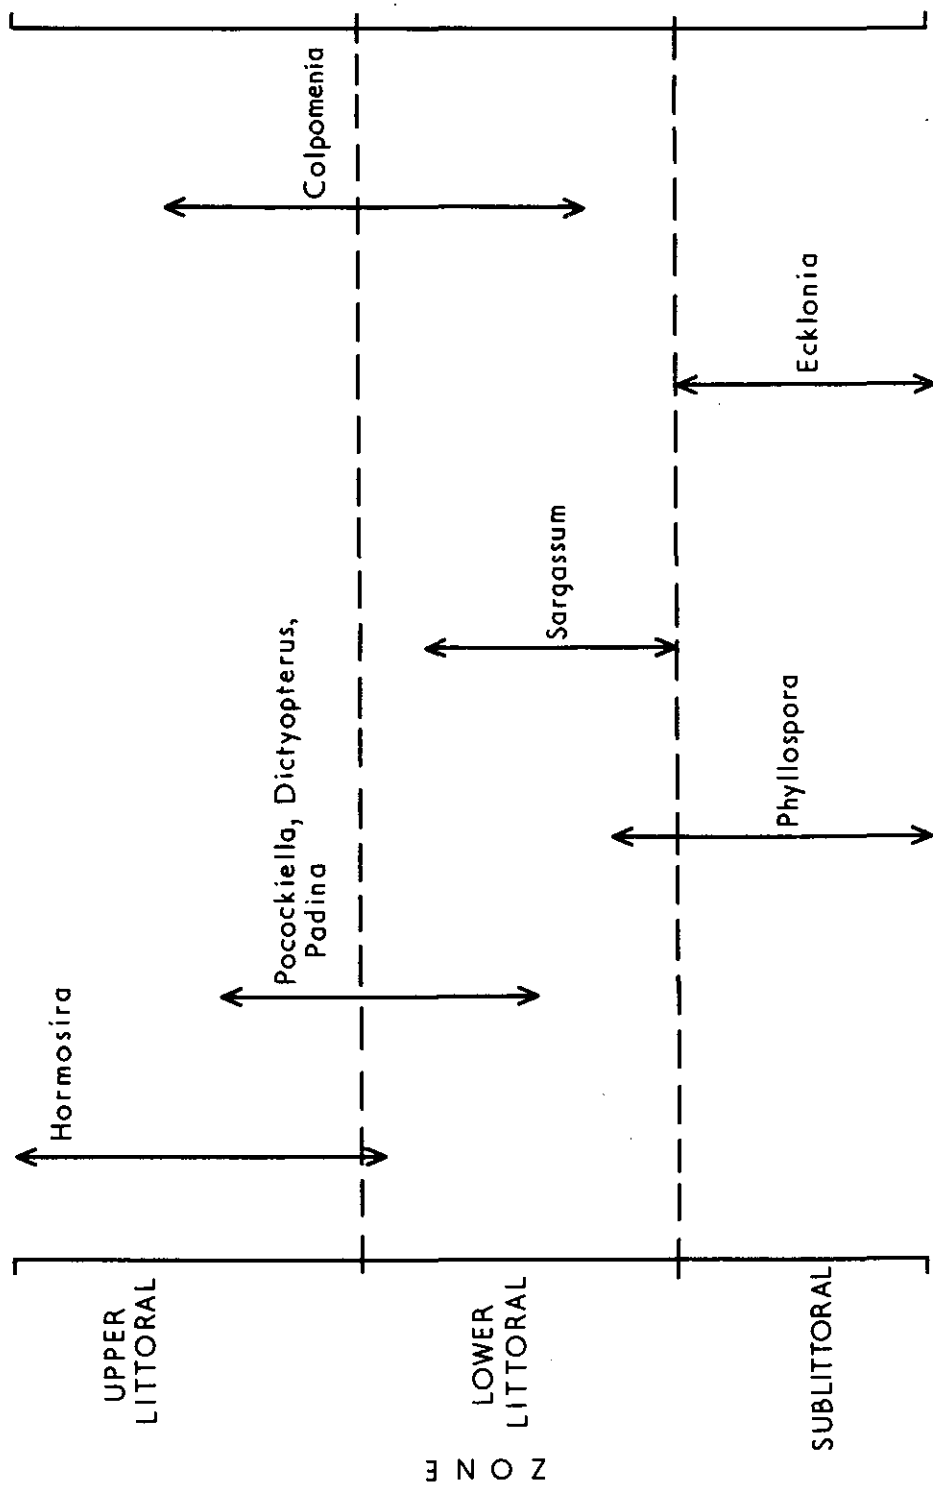 ZONE
UPPER
LITTORAL
LOWER
LITTORAL
SUBLITTORAL
Hormosira
Pocockiella, Dictyopterus,
Padina
Phyllospora
Sargassum
Ecklonia
Colpomenia